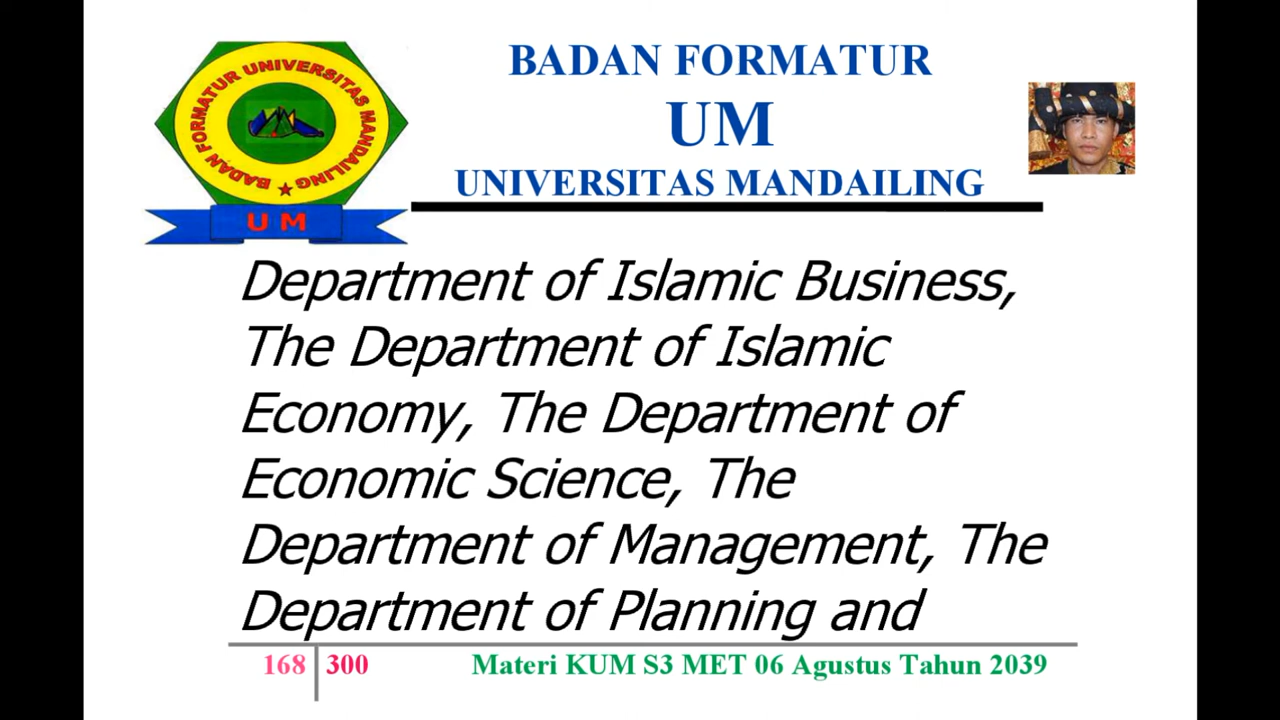 BADAN FORMATUR UNIVERSITAS MANDAILING
U M
BADAN FORMATUR
UM
UNIVERSITAS MANDAILING
Department of Islamic Business,
The Department of Islamic
Economy, The Department of
Economic Science, The
Department of Management, The
Department of Planning and
168 300 Materi KUM S3 MET 06 Agustus Tahun 2039